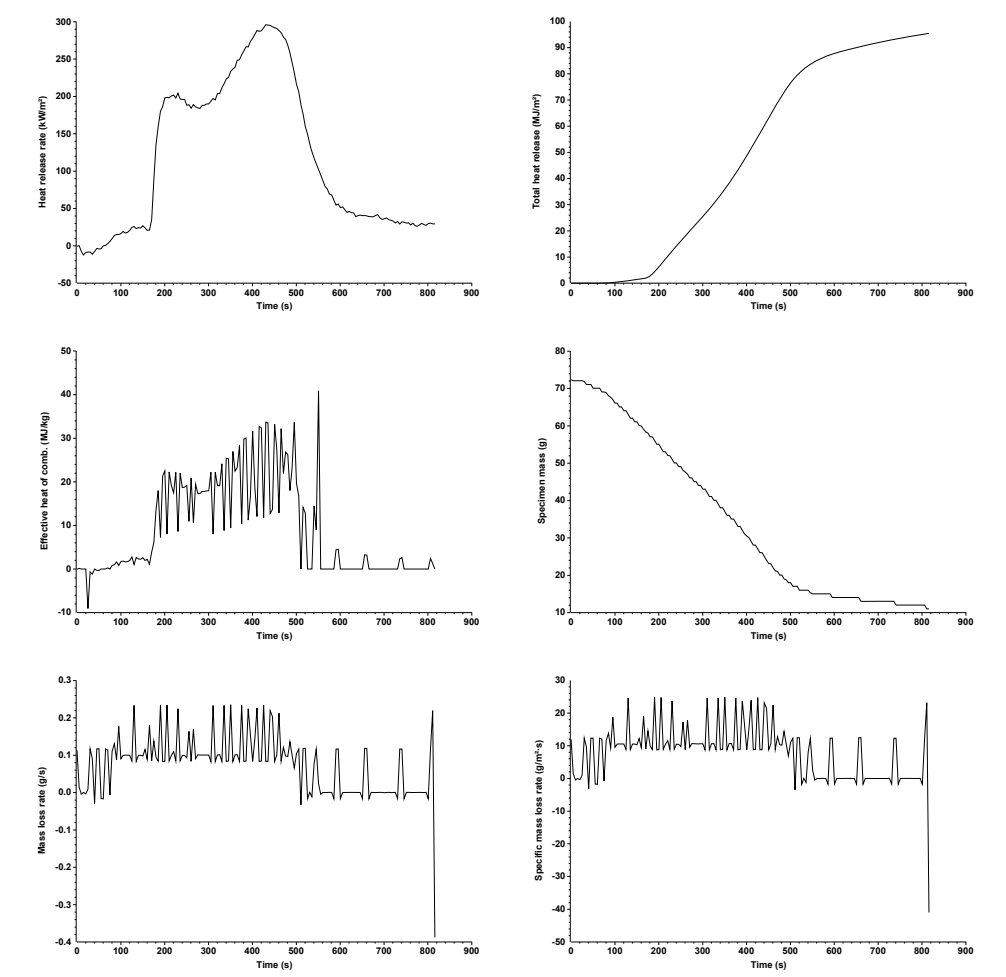 Heat release rate (kW/m²)
300
250
200
150
100
50
0
-50
0 100 200 300 400 500 600 700 800 900
Time (s)
Total heat release (MJ/m²)
100
90
80
70
60
50
40
30
20
10
0
0 100 200 300 400 500 600 700 800 900
Time (s)
Effective heat of comb. (MJ/kg)
50
40
30
20
10
0
-10
0 100 200 300 400 500 600 700 800 900
Time (s)
Specimen mass (g)
80
70
60
50
40
30
20
10
0 100 200 300 400 500 600 700 800 900
Time (s)
Mass loss rate (g/s)
0.3
0.2
0.1
0.0
-0.1
-0.2
-0.3
-0.4
0 100 200 300 400 500 600 700 800 900
Time (s)
Specific mass loss rate (g/m²·s)
30
20
10
0
-10
-20
-30
-40
-50
0 100 200 300 400 500 600 700 800 900
Time (s)